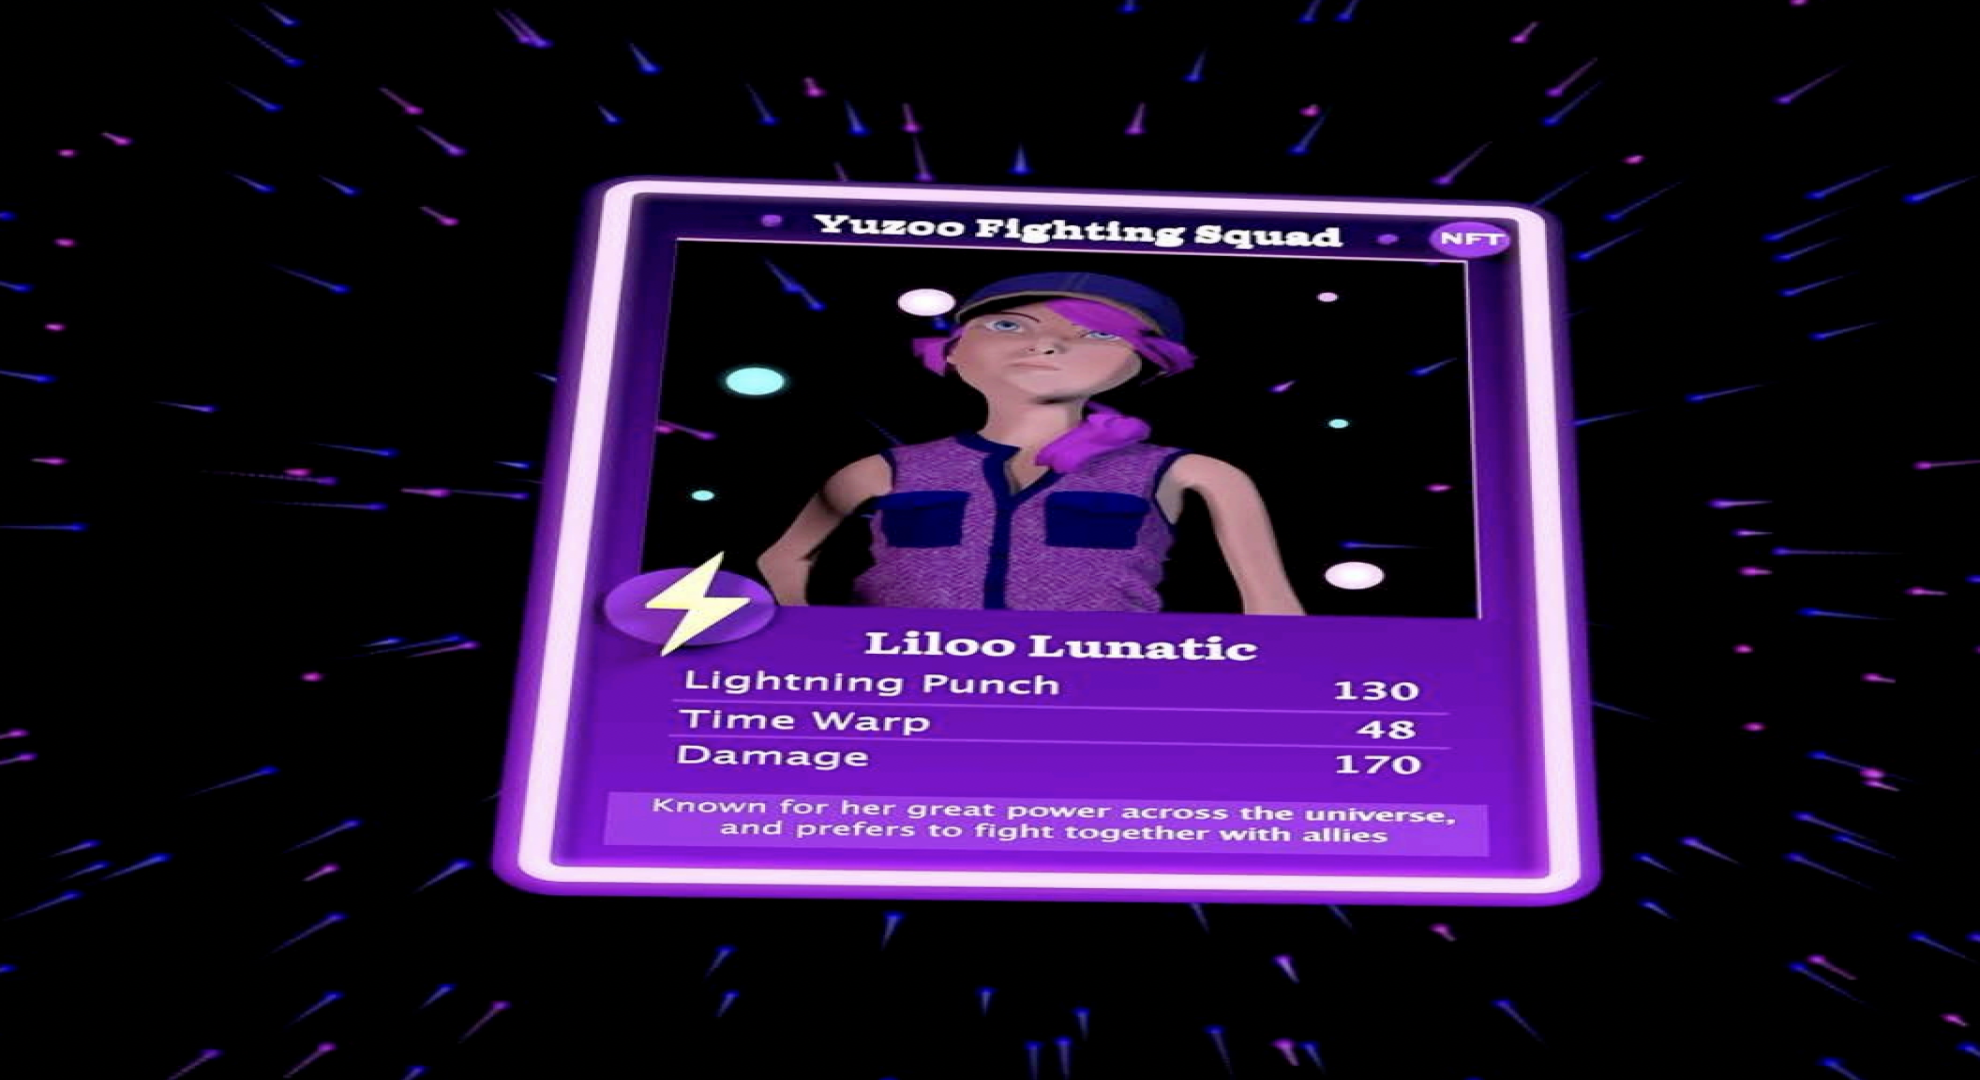 Yuzoo Fighting Squad
NFT
Liloo Lunatic
Lightning Punch 130
Time Warp 48
Damage 170
Known for her great power across the universe,
and prefers to fight together with allies